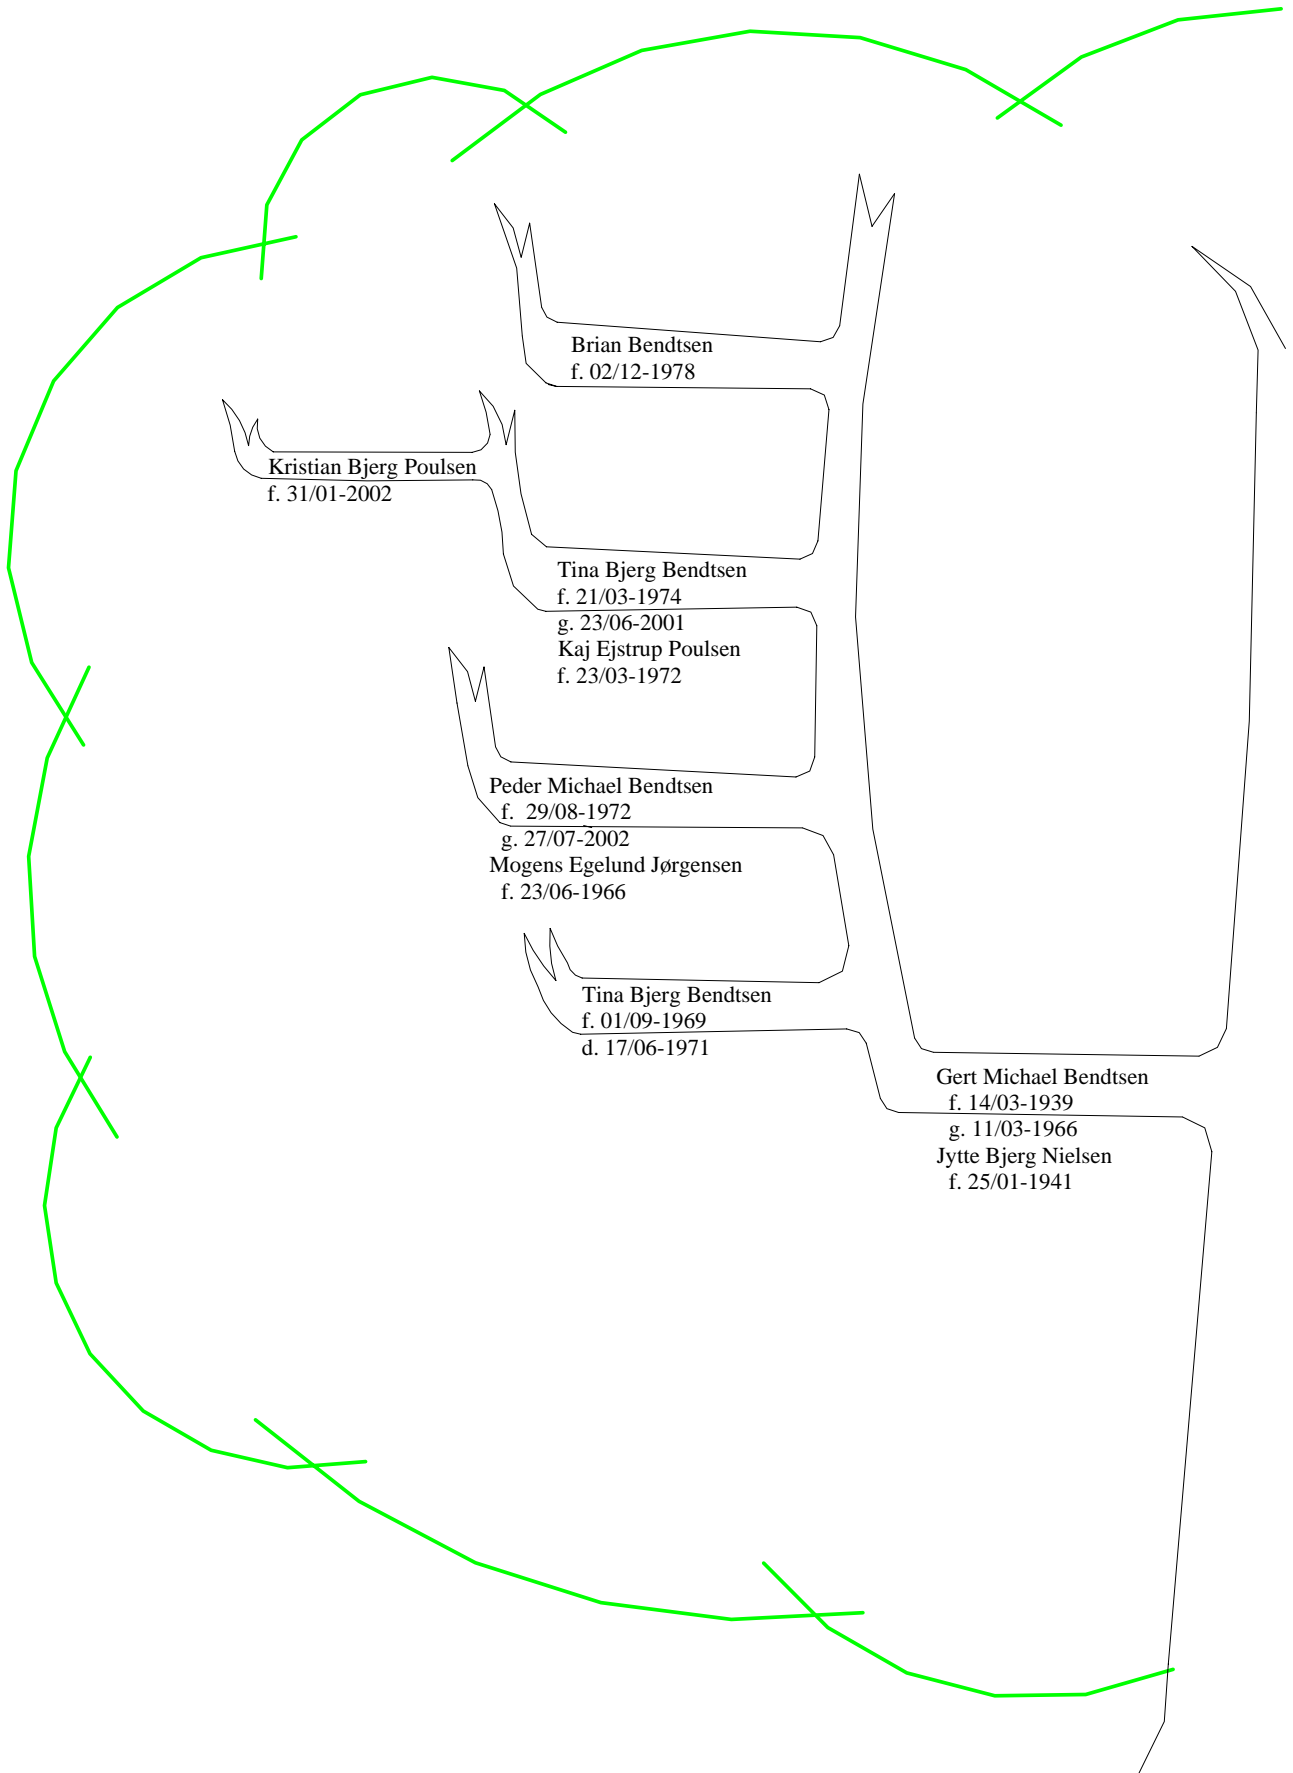 Brian Bendtsen
f. 02/12-1978
Kristian Bjerg Poulsen
f. 31/01-2002
Tina Bjerg Bendtsen
f. 21/03-1974
g. 23/06-2001
Kaj Ejstrup Poulsen
f. 23/03-1972
Peder Michael Bendtsen
f. 29/08-1972
g. 27/07-2002
Mogens Egelund Jørgensen
f. 23/06-1966
Tina Bjerg Bendtsen
f. 01/09-1969
d. 17/06-1971
Gert Michael Bendtsen
f. 14/03-1939
g. 11/03-1966
Jytte Bjerg Nielsen
f. 25/01-1941